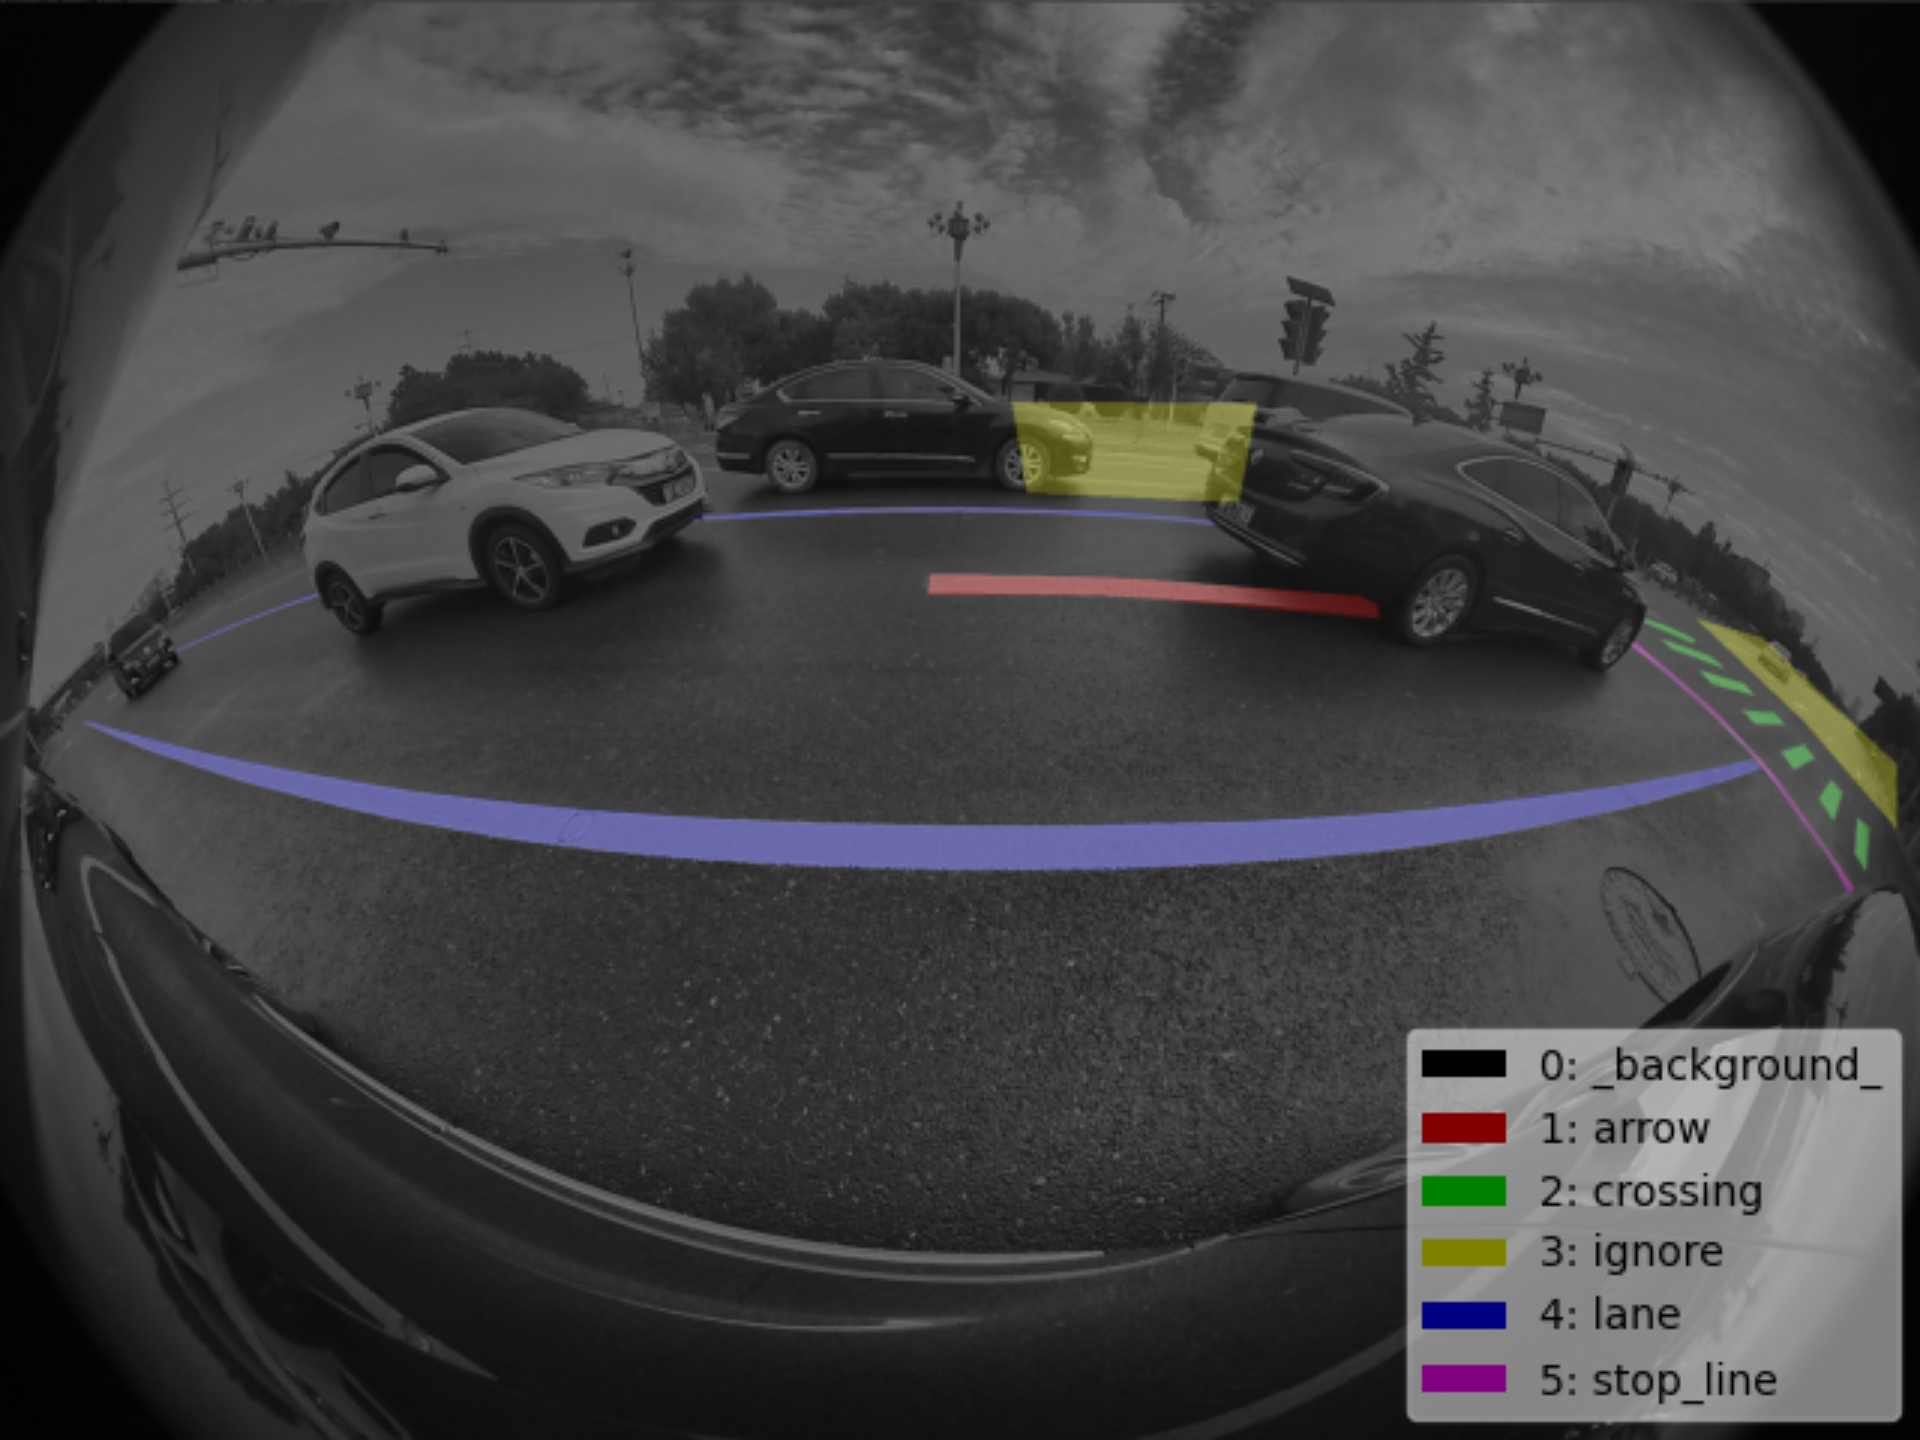 0: _background_
1: arrow
2: crossing
3: ignore
4: lane
5: stop_line